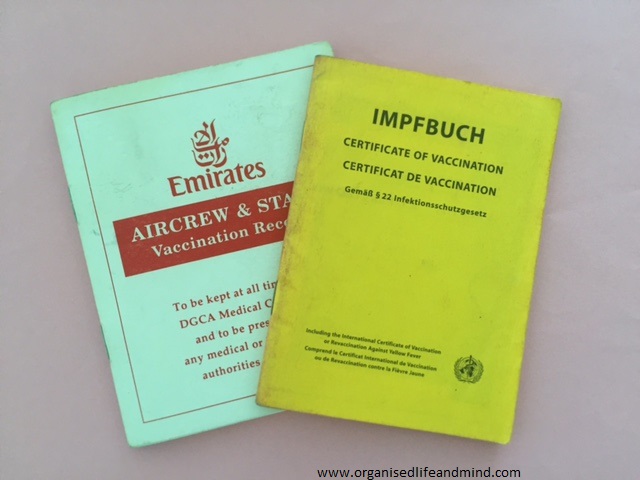 Emirates
AIRCREW & STA
Vaccination Reco
To be kept at all tim
DGCA Medical C
and to be pres
any medical or
authorities
IMPFBUCH
CERTIFICATE OF VACCINATION
CERTIFICAT DE VACCINATION
Gemäß § 22 Infektionsschutzgesetz
Including the International Certificate of Vaccination
or Revaccination Against Yellow Fever
Comprend le Certificat International de Vaccination
ou de Revaccination contre la Fièvre Jaune
www.organisedlifeandmind.com